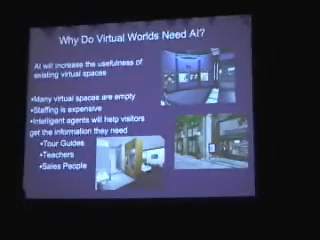 Why Do Virtual Worlds Need AI?
AI will increase the usefulness of
existing virtual spaces
•Many virtual spaces are empty
•Staffing is expensive
•Intelligent agents will help visitors
get the information they need
•Tour Guides
•Teachers
•Sales People